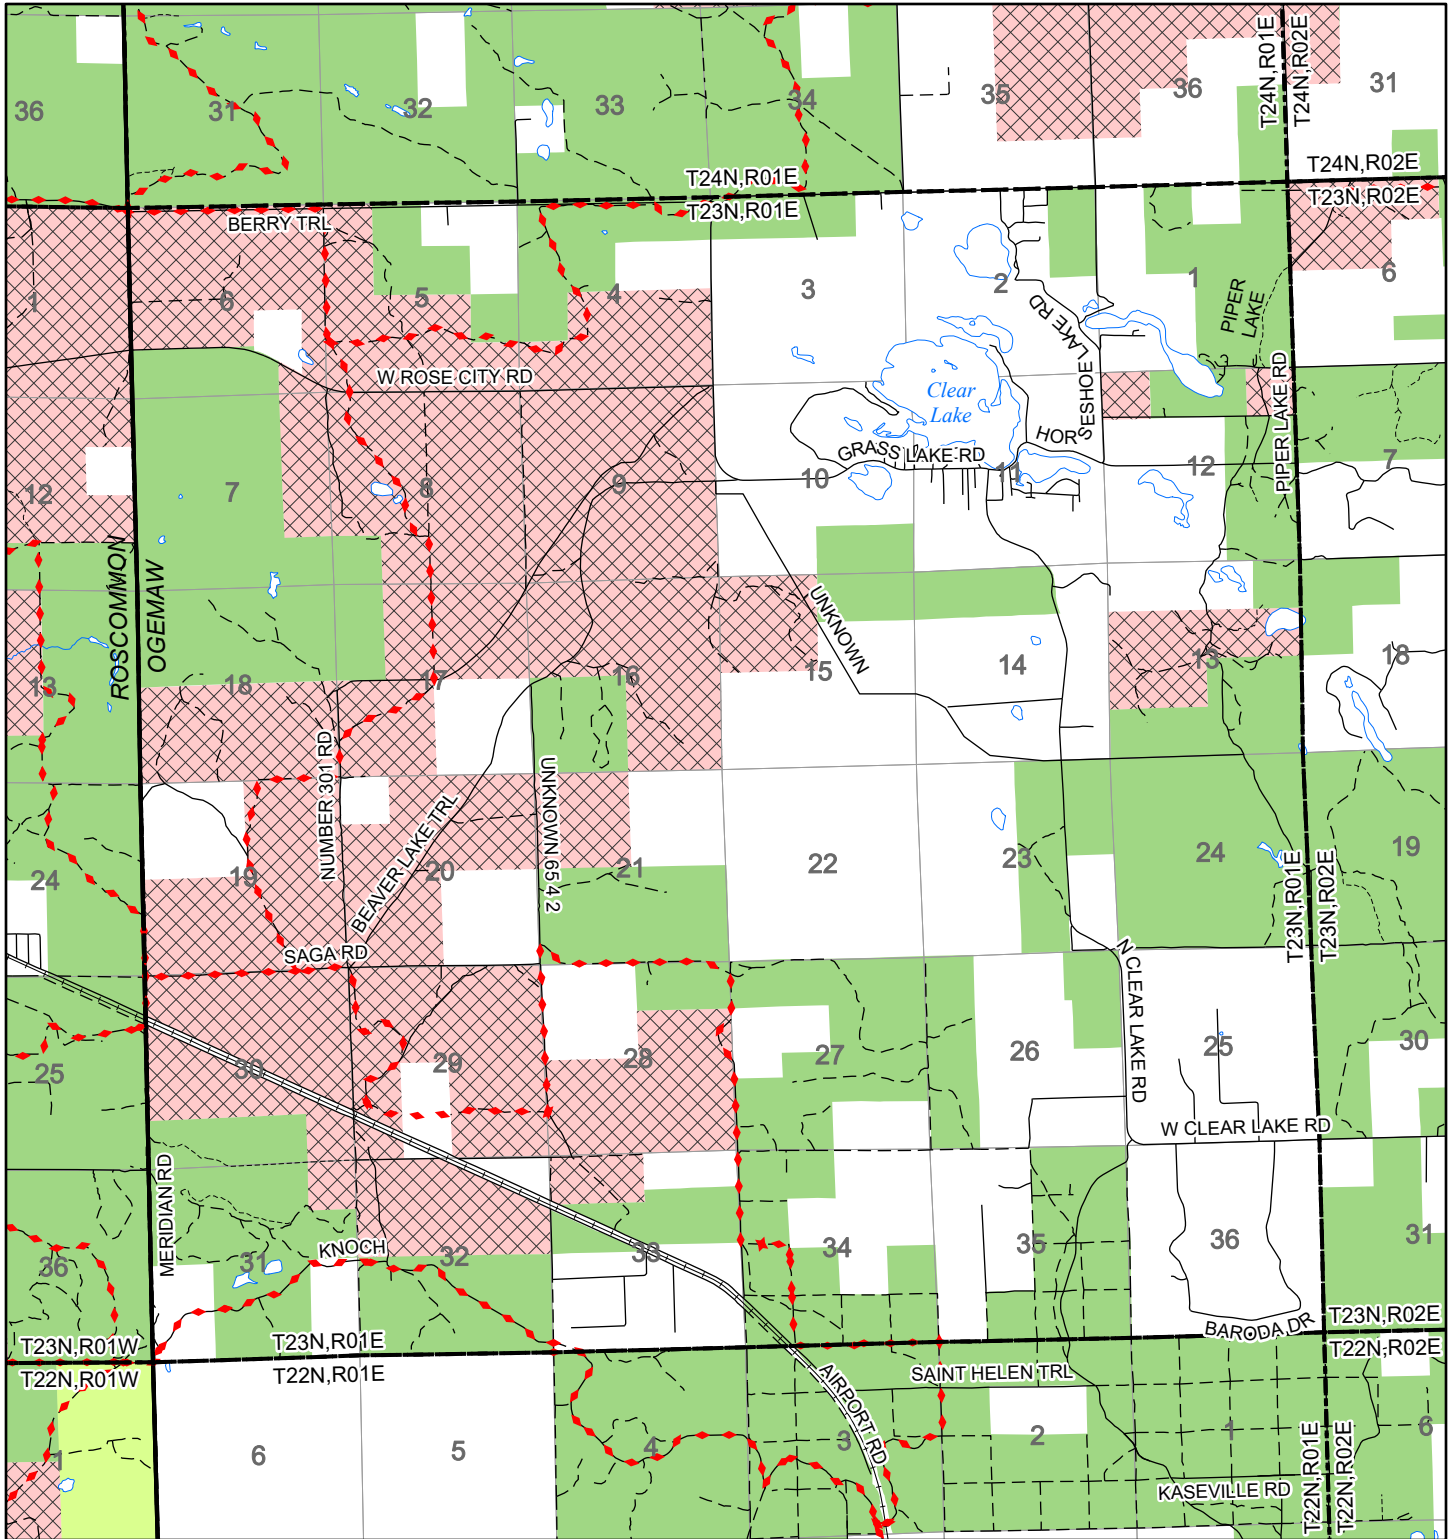 T24N,R01E
T24N,R02E
36
31
32
33
34
35
36
31
T24N,R01E
T24N,R02E
T23N,R01E
T23N,R02E
BERRY TRL
1
6
5
4
3
2
1
PIPER
LAKE
6
HORSESHOE LAKE RD
W ROSE CITY RD
Clear
Lake
PIPER LAKE RD
GRASS LAKE RD
12
7
8
9
10
11
12
7
ROSCOMMON
OGEMAW
UNKNOWN
13
18
17
16
15
14
13
18
NUMBER 301 RD
BEAVER LAKE TRL
UNKNOWN 65 4 2
24
19
20
21
22
23
24
19
T23N,R01E
T23N,R02E
SAGA RD
N CLEAR LAKE RD
25
30
29
28
27
26
25
30
W CLEAR LAKE RD
MERIDIAN RD
KNOCH
36
31
32
33
34
35
36
31
BARODA DR
T23N,R01W
T23N,R01E
T23N,R02E
T22N,R01W
T22N,R01E
T22N,R02E
SAINT HELEN TRL
AIRPORT RD
1
6
5
4
3
2
1
6
KASEVILLE RD
T22N,R01E
T22N,R02E